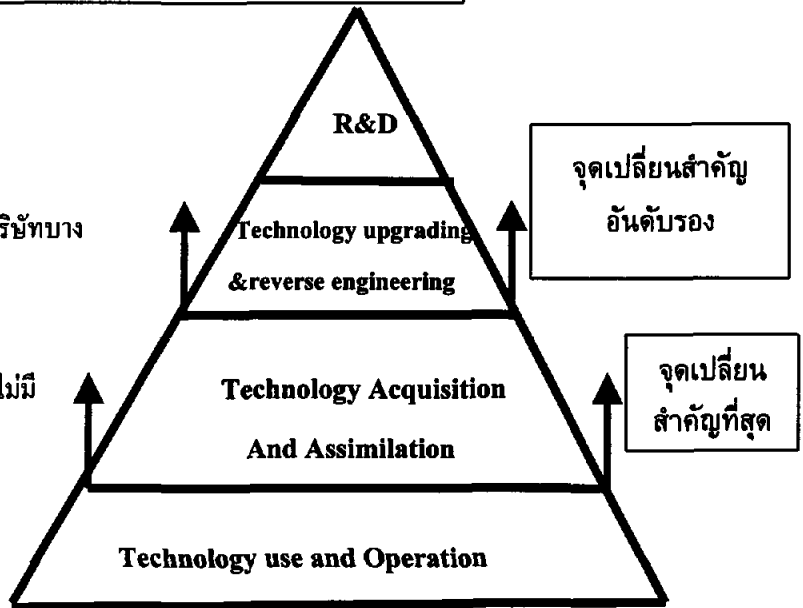 R&D
จุดเปลี่ยนสำคัญ
อันดับรอง
ริษัทบาง
Technology upgrading
&reverse engineering
ไม่มี
Technology Acquisition
And Assimilation
จุดเปลี่ยน
สำคัญที่สุด
Technology use and Operation